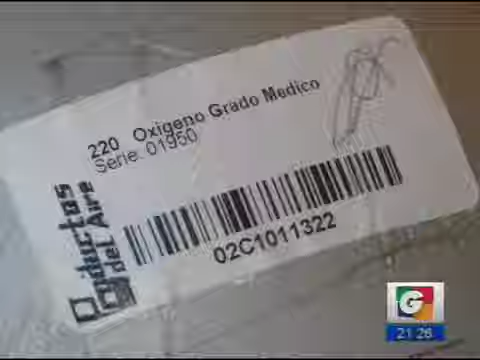 220 Oxigeno Grado Medico
Serie: 01950
Productos
del Aire
02C1011322
G
21:26